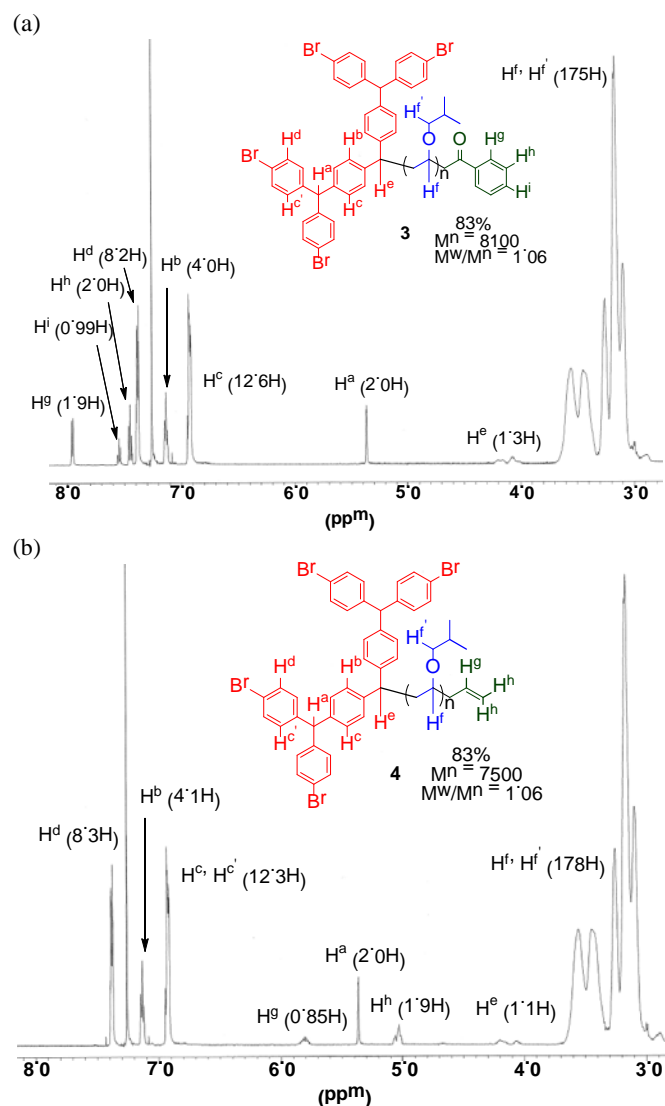 (a)
Br
Br
Hf, Hf' (175H)
Hf'
O
O
Hg
Hd
Hb
Br
Ha
Hh
n
Hc'
Hc
He
Hf
Hi
3
83%
Mn = 8100
Mw/Mn = 1.06
Br
Hd (8.2H)
Hb (4.0H)
Hh (2.0H)
Hi (0.99H)
Hc (12.6H)
Ha (2.0H)
Hg (1.9H)
He (1.3H)
8.0 7.0 6.0 5.0 4.0 3.0
(ppm)
(b)
Br
Br
Hf'
O
Hg
Hd
Hb
Hh
Br
Ha
n
Hh
Hc'
Hc
He
Hf
4
83%
Mn = 7500
Mw/Mn = 1.06
Br
Hb (4.1H)
Hd (8.3H)
Hc, Hc' (12.3H)
Hf, Hf' (178H)
Ha (2.0H)
Hg (0.85H)
Hh (1.9H)
He (1.1H)
8.0 7.0 6.0 5.0 4.0 3.0
(ppm)